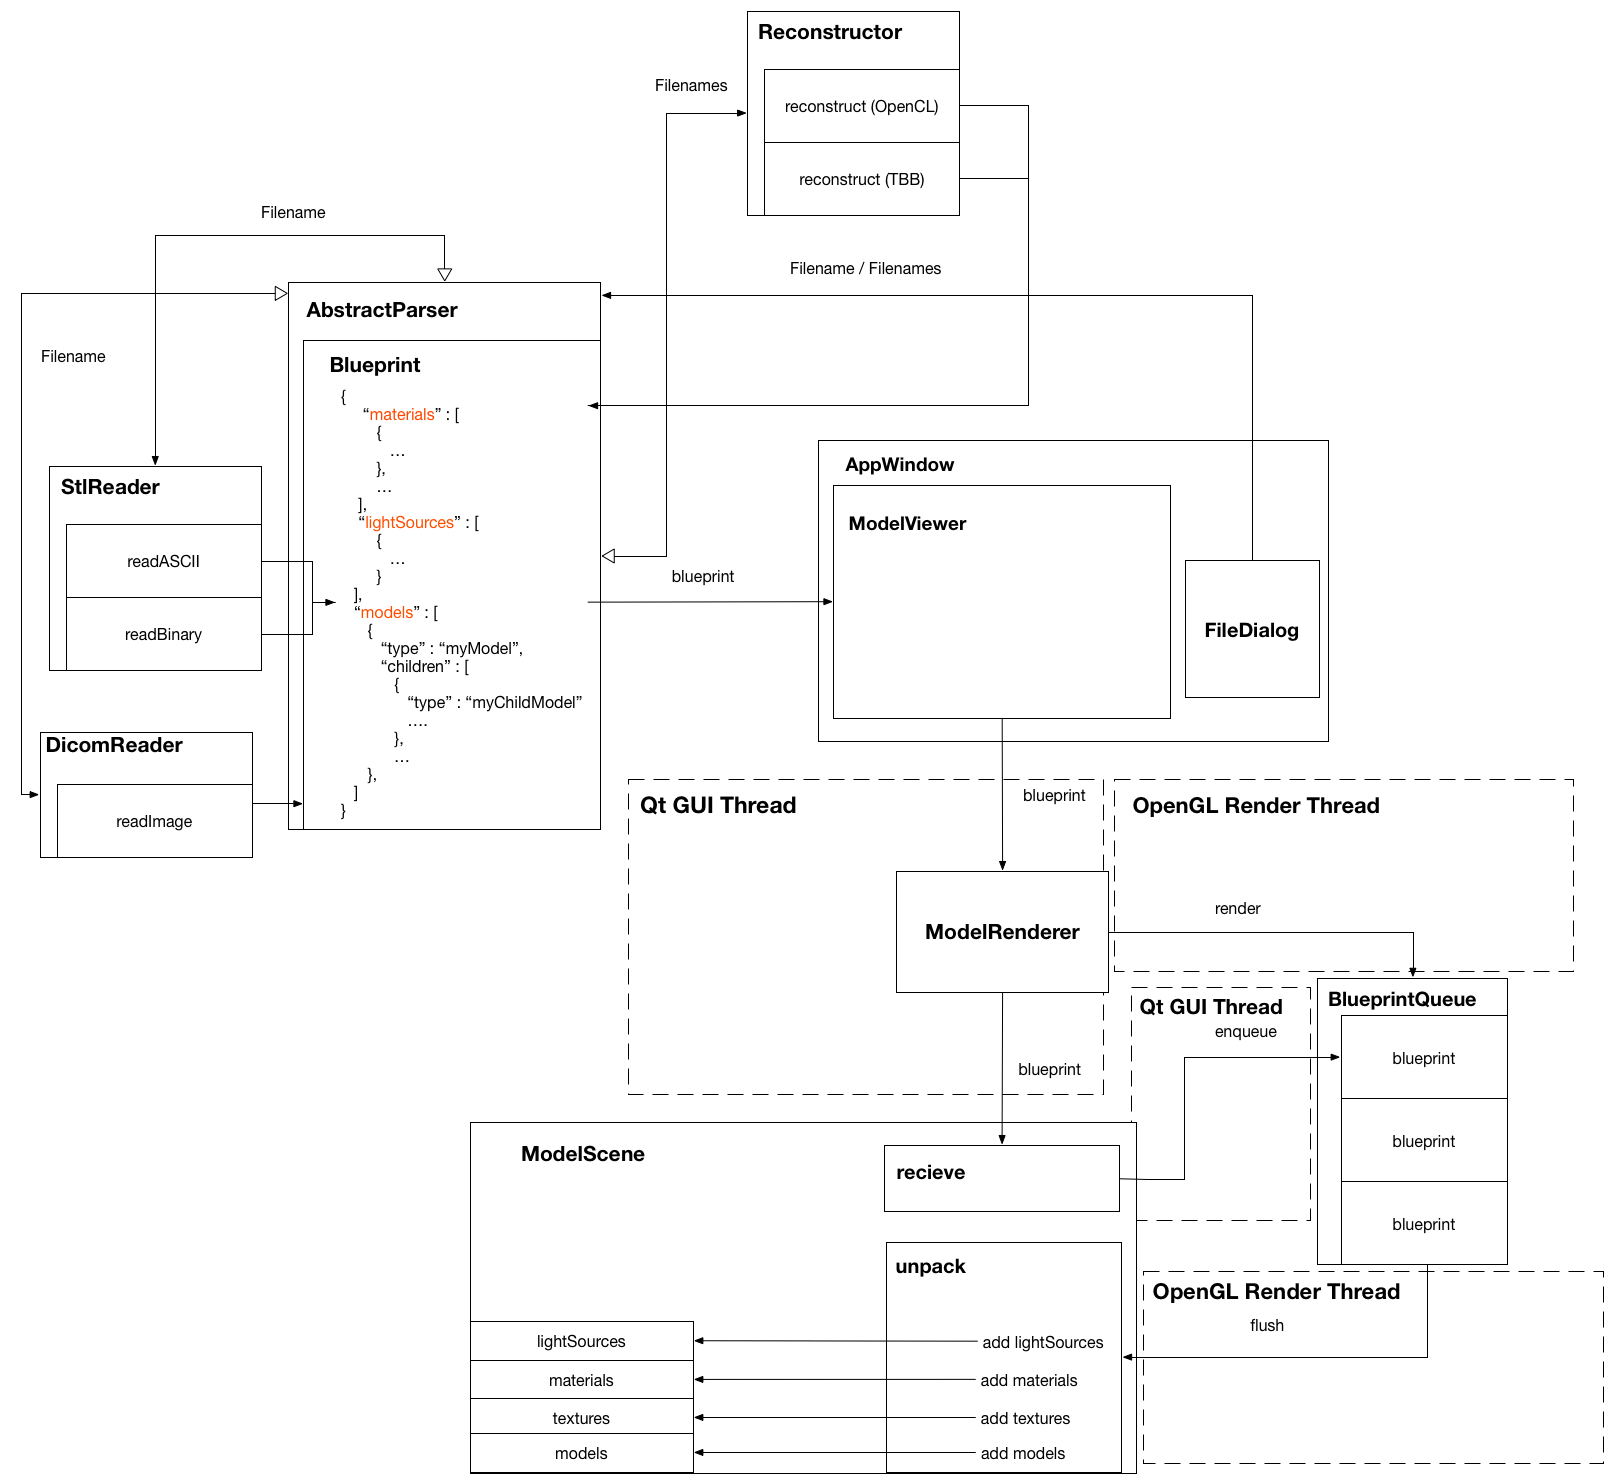 Reconstructor
Filenames
reconstruct (OpenCL)
reconstruct (TBB)
Filename
Filename / Filenames
AbstractParser
Filename
Blueprint
{
“materials” : [
{
...
},
...
],
“lightSources” : [
{
...
}
],
“models” : [
{
“type” : “myModel”,
“children” : [
{
“type” : “myChildModel”
....
},
...
},
]
}
StlReader
readASCII
readBinary
DicomReader
readImage
blueprint
AppWindow
ModelViewer
FileDialog
Qt GUI Thread
blueprint
OpenGL Render Thread
render
ModelRenderer
blueprint
Qt GUI Thread
enqueue
BlueprintQueue
blueprint
blueprint
blueprint
ModelScene
recieve
unpack
OpenGL Render Thread
flush
lightSources
add lightSources
materials
add materials
textures
add textures
models
add models